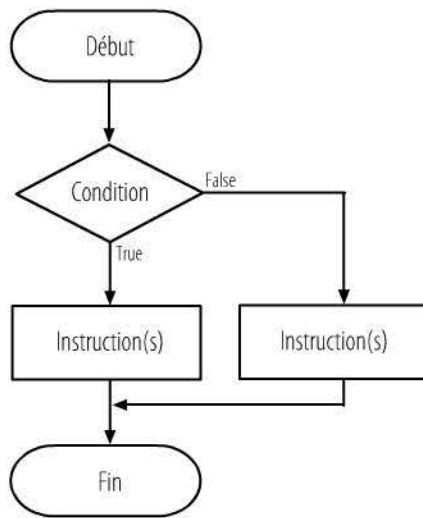 Début
Condition
False
True
Instruction(s)
Instruction(s)
Fin